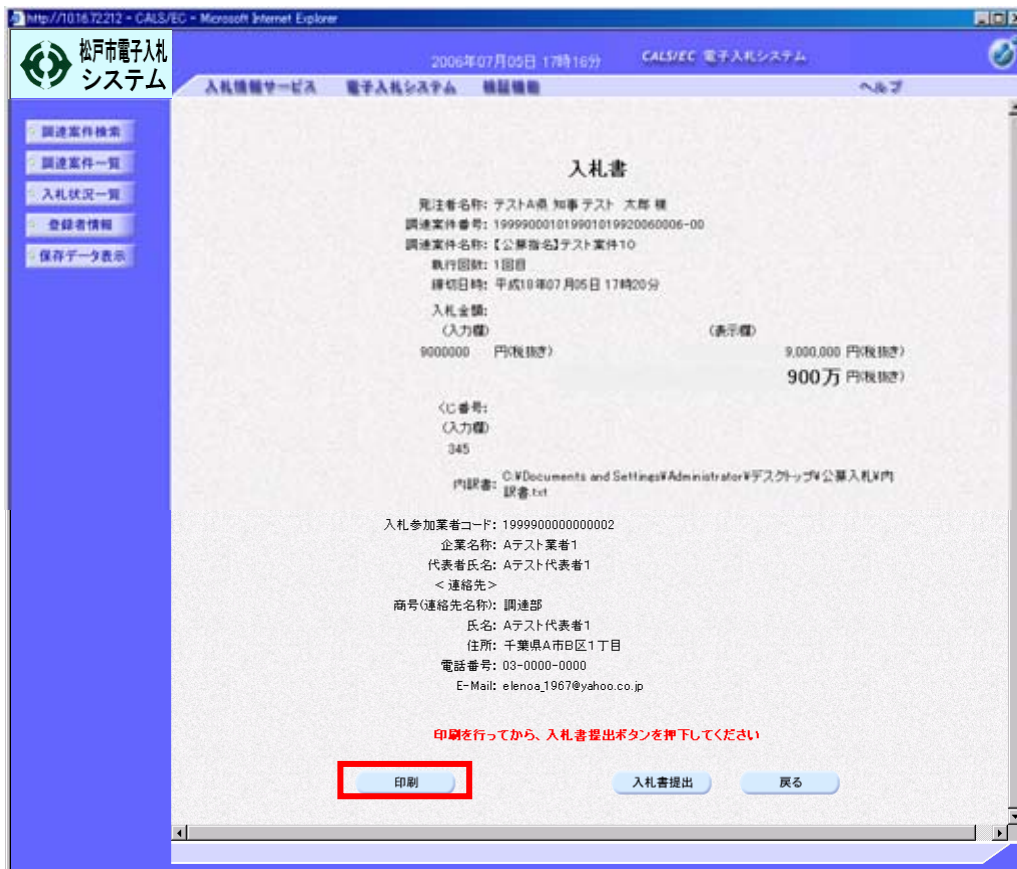 http://10.16.72.212 - CALS/EC - Microsoft Internet Explorer
松戸市電子入札
システム
2006年07月05日 17時16分
CALS/EC 電子入札システム
入札情報サービス 電子入札システム 検証機能 ヘルプ
調達案件検索
調達案件一覧
入札状況一覧
登録者情報
保存データ表示
入札書
発注者名称: テストA県 知事 テスト 太郎 様
調達案件番号: 199990001019901019920060006-00
調達案件名称: 【公募指名】テスト案件10
執行回数: 1回目
締切日時: 平成18年07月05日 17時20分
入札金額:
(入力欄) (表示欄)
9000000 円(税抜き) 9,000,000 円(税抜き)
900万 円(税抜き)
くじ番号:
(入力欄)
345
内訳書: C:¥Documents and Settings¥Administrator¥デスクトップ¥公募入札¥内
訳書.txt
入札参加業者コード: 1999900000000002
企業名称: Aテスト業者1
代表者氏名: Aテスト代表者1
<連絡先>
商号(連絡先名称): 調達部
氏名: Aテスト代表者1
住所: 千葉県A市B区1丁目
電話番号: 03-0000-0000
E-Mail: elenoa_1967@yahoo.co.jp
印刷を行ってから、入札書提出ボタンを押下してください
印刷 入札書提出 戻る